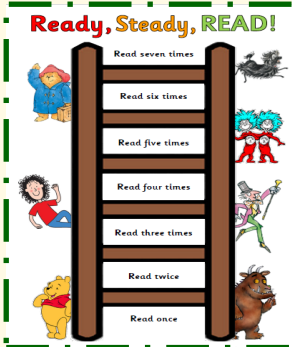 Ready, Steady, READ!
Read seven times
Read six times
Read five times
Read four times
Read three times
Read twice
Read once